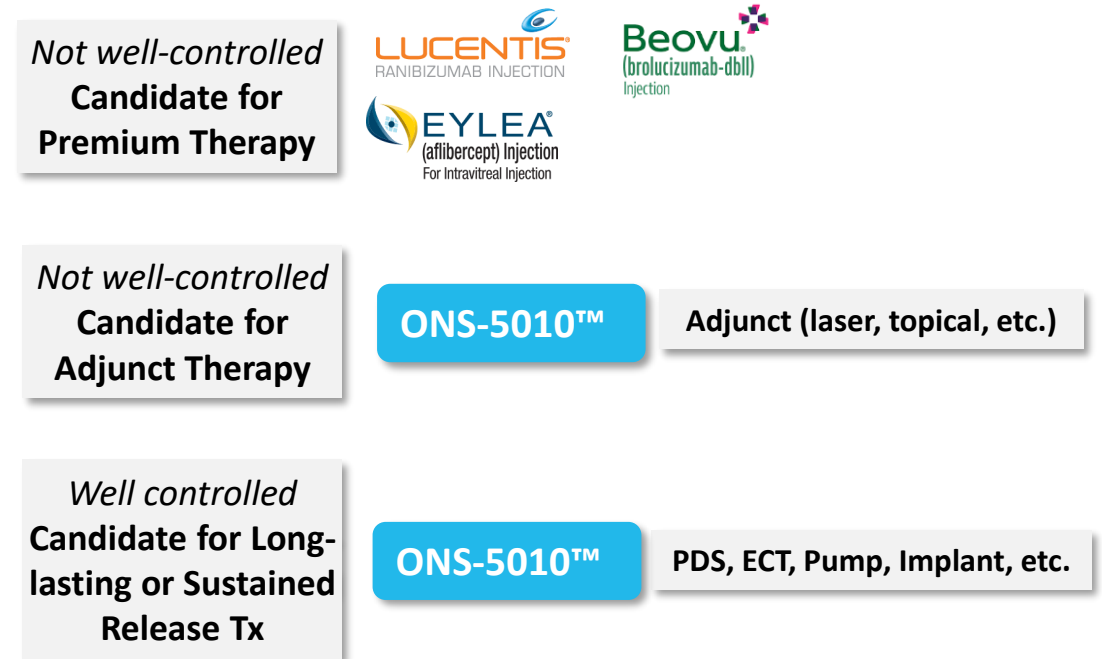 Not well-controlled
Candidate for
Premium Therapy
LUCENTIS®
RANIBIZUMAB INJECTION
Beovu®
(brolucizumab-dbll)
Injection
EYLEA®
(aflibercept) Injection
For Intravitreal Injection
Not well-controlled
Candidate for
Adjunct Therapy
ONS-5010™
Adjunct (laser, topical, etc.)
Well controlled
Candidate for Long-
lasting or Sustained
Release Tx
ONS-5010™
PDS, ECT, Pump, Implant, etc.